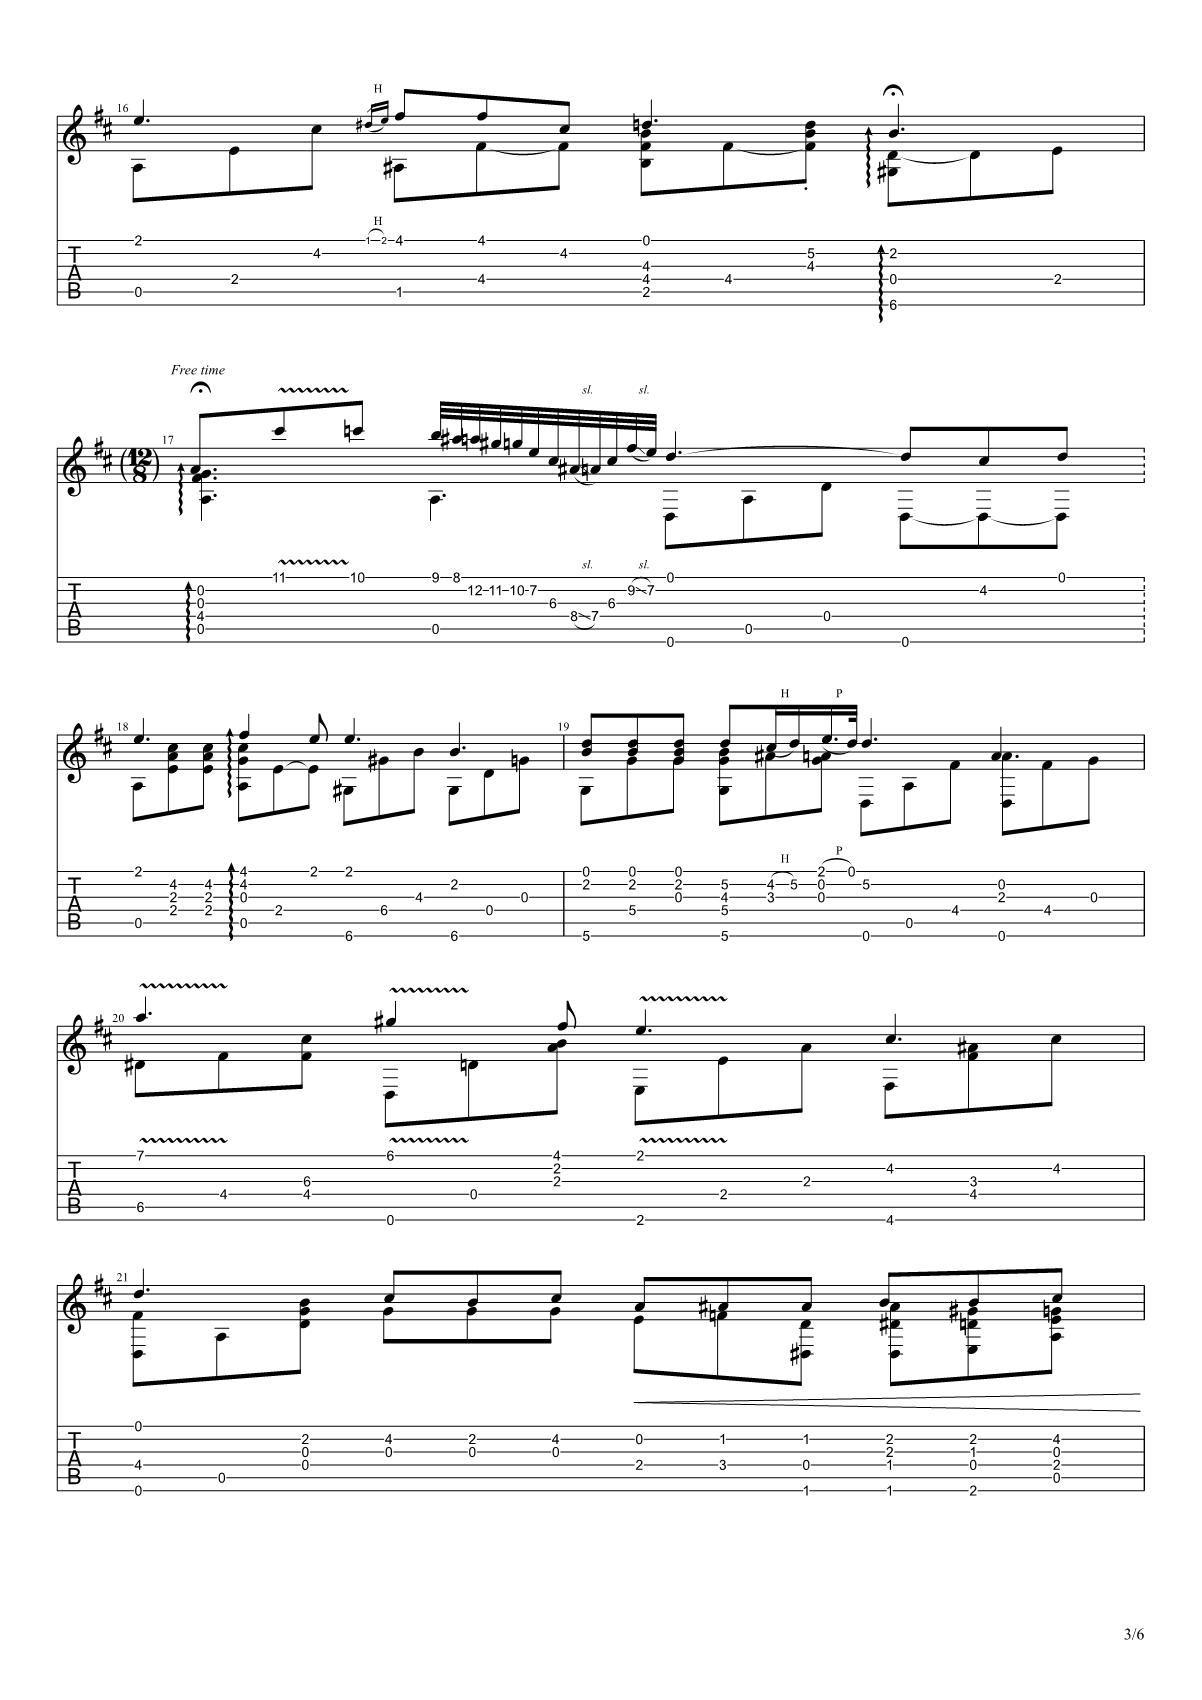 16
H
H
2 4 2 0 1 2 4 1 4 4 4 0 4 4 2 4 5 4 2 0 6 2
T
A
B
Free time
17
12
8
sl. sl.
sl. sl.
0 0 4 0 11 10 9 0 8 12 11 10 7 6 8 7 6 9 7 0 0 0 0 0 4 0
T
A
B
18 19
H P
H P
2 0 4 2 2 4 2 2 4 4 0 0 2 2 2 6 6 4 2 6 0 0 0 2 5 0 2 5 0 2 0 5 4 5 5 4 3 5 2 0 0 0 5 0 0 4 0 2 0 4 0
T
A
B
20
7 6 4 6 4 6 0 0 4 2 2 2 2 2 2 4 4 3 4 4
T
A
B
21
0 4 0 0 2 0 0 4 0 2 0 4 0 0 2 1 3 1 0 1 2 2 1 1 2 1 0 2 4 0 2 0
T
A
B
3/6